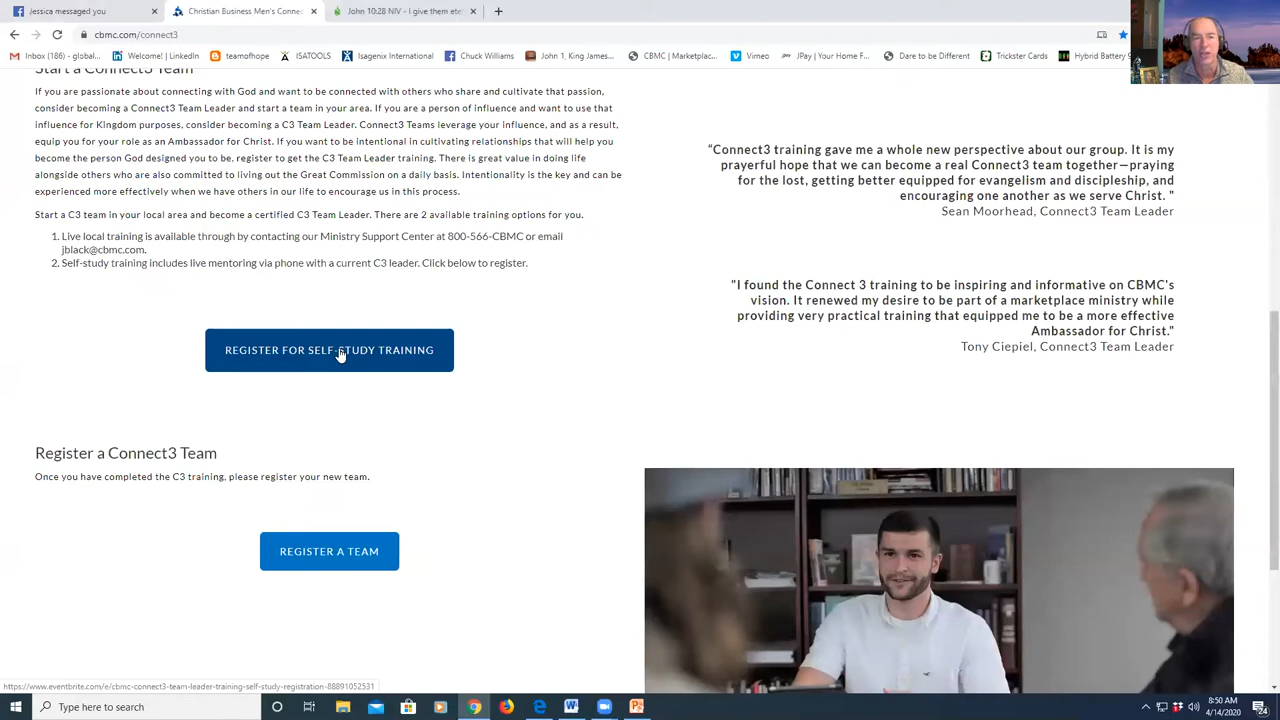 Jessica messaged you
Christian Business Men's Connec
John 10:28 NIV - I give them ete
cbmc.com/connect3
Inbox (186) - global...
Welcome! | LinkedIn
teamofhope
ISATOOLS
Isagenix International
Chuck Williams
John 1, King James...
CBMC | Marketplac...
Vimeo
JPay | Your Home F...
Dare to be Different
Trickster Cards
Hybrid Battery 9
Start a Connect3 Team
If you are passionate about connecting with God and want to be connected with others who share and cultivate that passion,
consider becoming a Connect3 Team Leader and start a team in your area. If you are a person of influence and want to use that
influence for Kingdom purposes, consider becoming a C3 Team Leader. Connect3 Teams leverage your influence, and as a result,
equip you for your role as an Ambassador for Christ. If you want to be intentional in cultivating relationships that will help you
become the person God designed you to be, register to get the C3 Team Leader training. There is great value in doing life
alongside others who are also committed to living out the Great Commission on a daily basis. Intentionality is the key and can be
experienced more effectively when we have others in our life to encourage us in this process.
Start a C3 team in your local area and become a certified C3 Team Leader. There are 2 available training options for you.
1. Live local training is available through by contacting our Ministry Support Center at 800-566-CBMC or email
jblack@cbmc.com.
2. Self-study training includes live mentoring via phone with a current C3 leader. Click below to register.
REGISTER FOR SELF-STUDY TRAINING
Register a Connect3 Team
Once you have completed the C3 training, please register your new team.
REGISTER A TEAM
"Connect3 training gave me a whole new perspective about our group. It is my
prayerful hope that we can become a real Connect3 team together—praying
for the lost, getting better equipped for evangelism and discipleship, and
encouraging one another as we serve Christ. "
Sean Moorhead, Connect3 Team Leader
"I found the Connect 3 training to be inspiring and informative on CBMC's
vision. It renewed my desire to be part of a marketplace ministry while
providing very practical training that equipped me to be a more effective
Ambassador for Christ."
Tony Ciepiel, Connect3 Team Leader
https://www.eventbrite.com/e/cbmc-connect3-team-leader-training-self-study-registration-88891052531
Type here to search
8:50 AM
4/14/2020
24